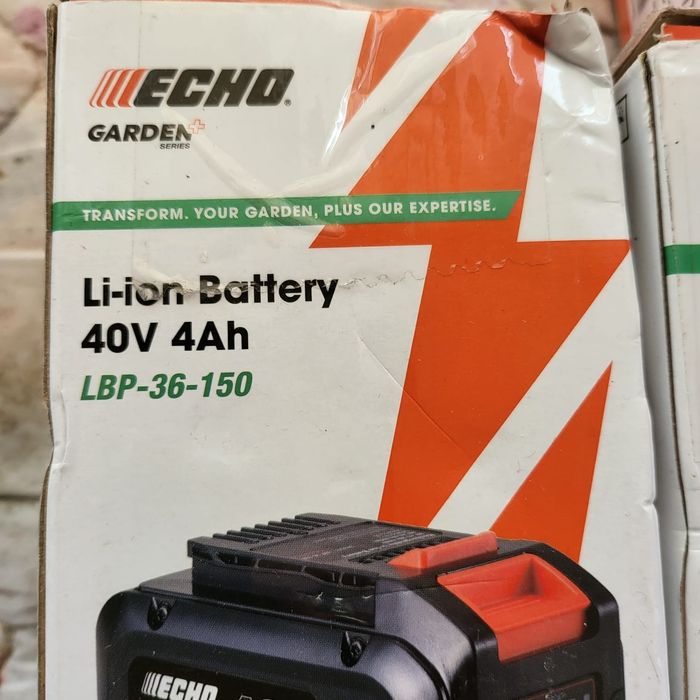 ECHO
GARDEN+
SERIES
TRANSFORM. YOUR GARDEN, PLUS OUR EXPERTISE.
Li-ion Battery
40V 4Ah
LBP-36-150
ECHO